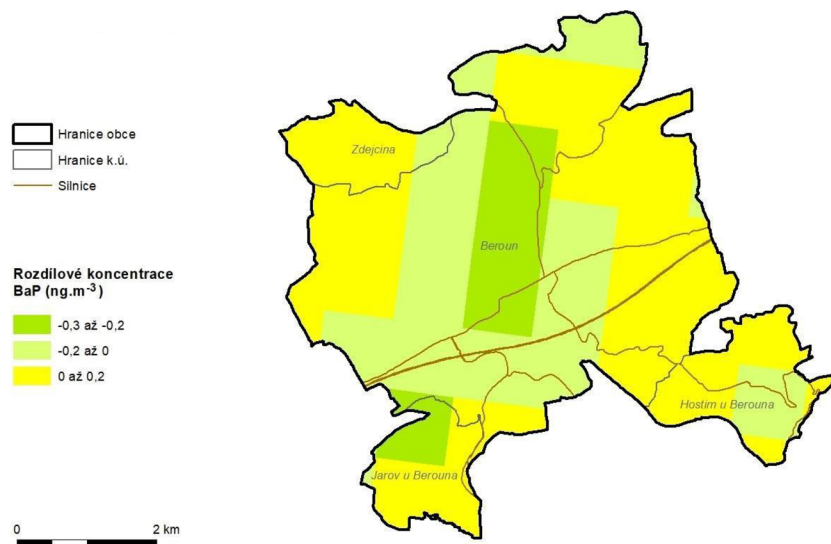 Hranice obce
Hranice k.ú.
Silnice
Rozdílové koncentrace
BaP (ng.m-3)
-0,3 až -0,2
-0,2 až 0
0 až 0,2
0 2 km
Zdejcina
Beroun
Hostim u Berouna
Jarov u Berouna